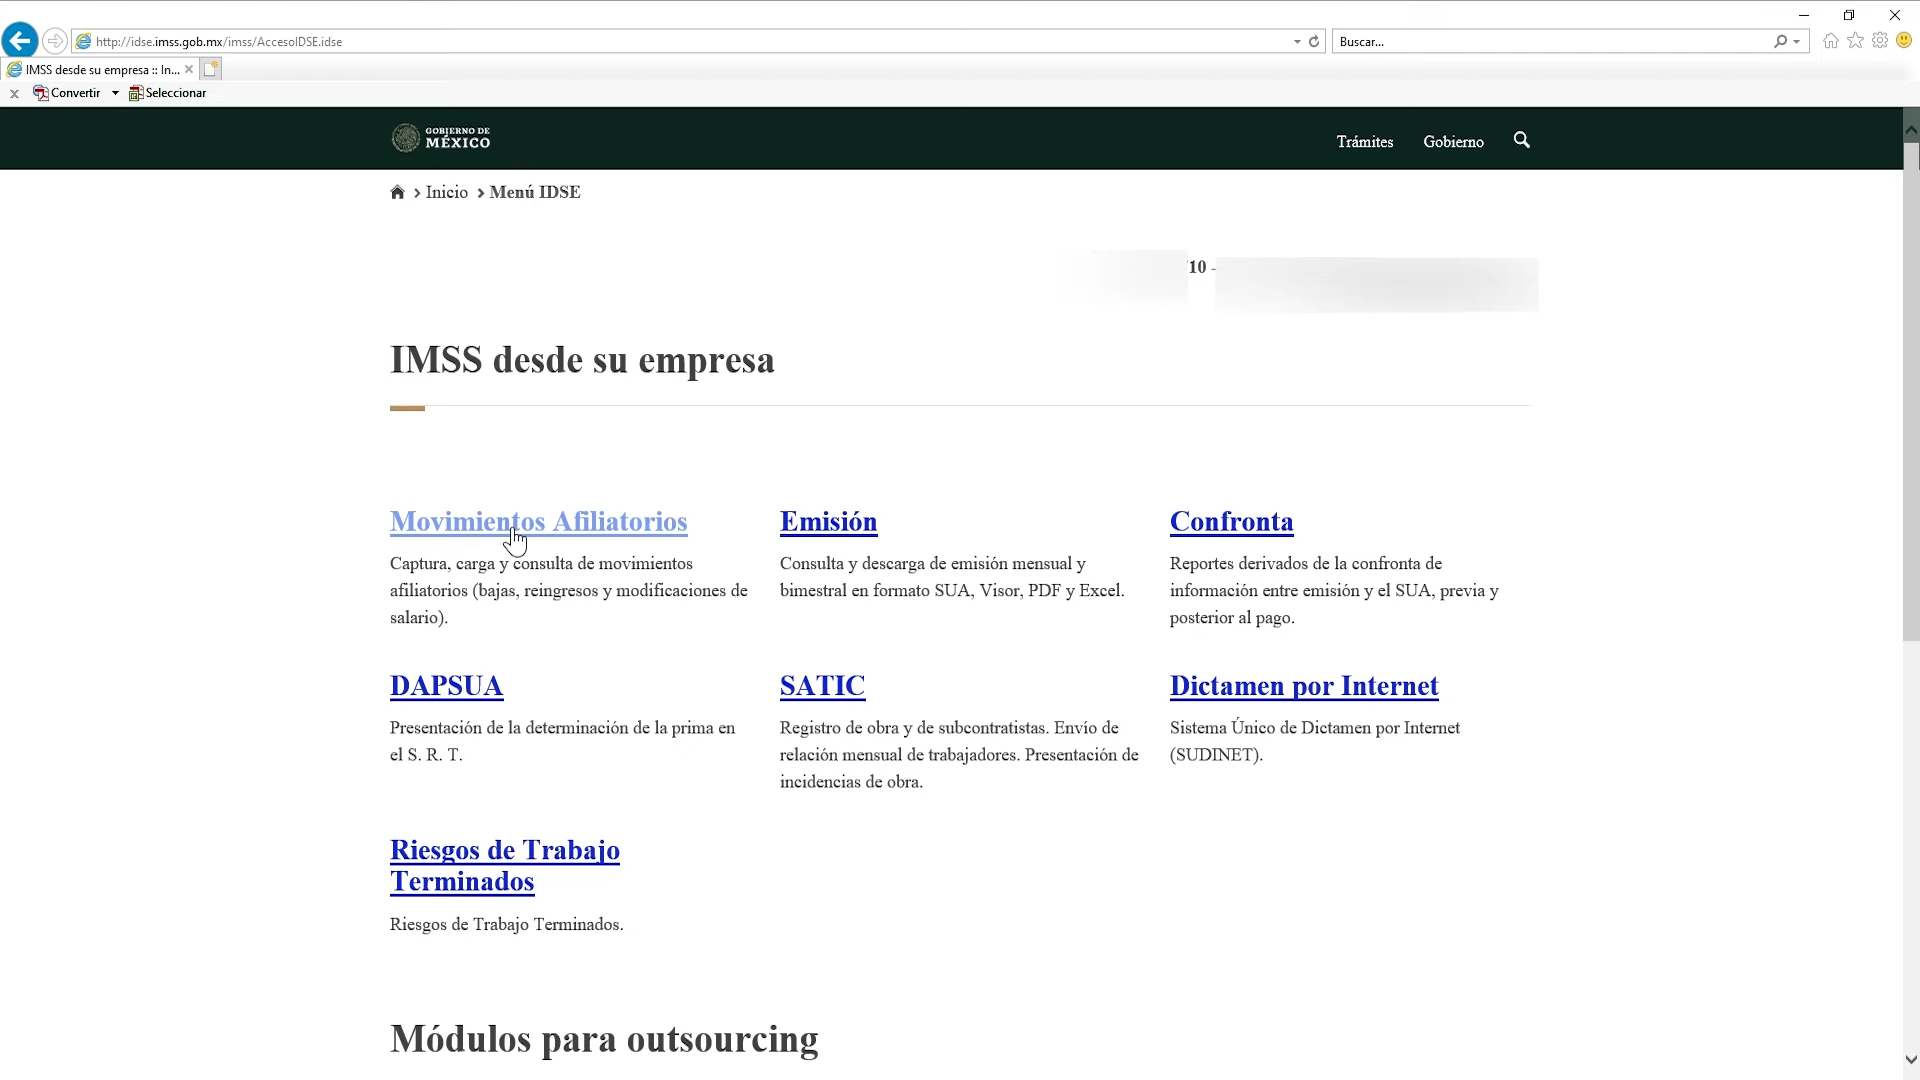 http://idse.imss.gob.mx/imss/AccesoIDSE.idse
Buscar...
IMSS desde su empresa :: In...
Convertir
Seleccionar
GOBIERNO DE
MÉXICO
Trámites
Gobierno
> Inicio > Menú IDSE
10 -
IMSS desde su empresa
Movimientos Afiliatorios
Captura, carga y consulta de movimientos
afiliatorios (bajas, reingresos y modificaciones de
salario).
Emisión
Consulta y descarga de emisión mensual y
bimestral en formato SUA, Visor, PDF y Excel.
Confronta
Reportes derivados de la confronta de
información entre emisión y el SUA, previa y
posterior al pago.
DAPSUA
Presentación de la determinación de la prima en
el S. R. T.
SATIC
Registro de obra y de subcontratistas. Envío de
relación mensual de trabajadores. Presentación de
incidencias de obra.
Dictamen por Internet
Sistema Único de Dictamen por Internet
(SUDINET).
Riesgos de Trabajo
Terminados
Riesgos de Trabajo Terminados.
Módulos para outsourcing